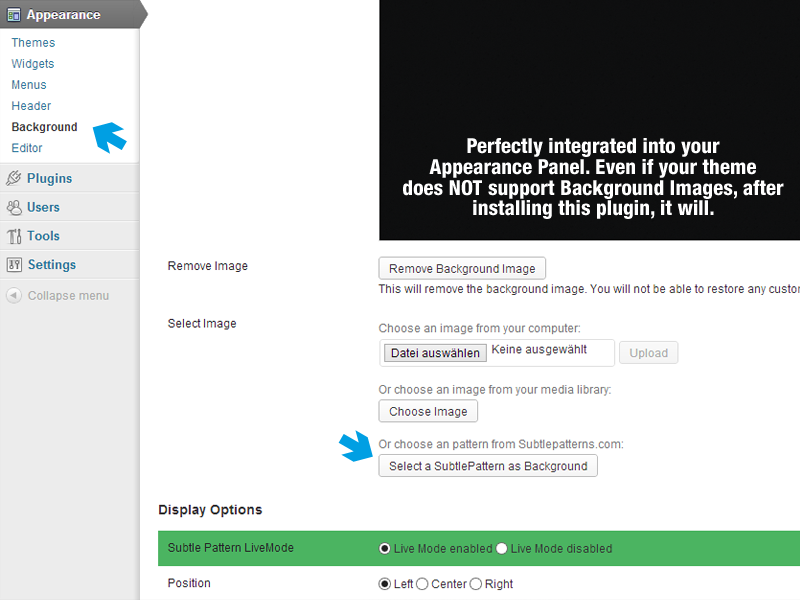 Appearance
Themes
Widgets
Menus
Header
Background
Editor
Plugins
Users
Tools
Settings
Collapse menu
Perfectly integrated into your
Appearance Panel. Even if your theme
does NOT support Background Images, after
installing this plugin, it will.
Remove Image
Remove Background Image
This will remove the background image. You will not be able to restore any custo
Select Image
Choose an image from your computer:
Datei auswählen Keine ausgewählt Upload
Or choose an image from your media library:
Choose Image
Or choose an pattern from Subtlepatterns.com:
Select a SubtlePattern as Background
Display Options
Subtle Pattern LiveMode Live Mode enabled Live Mode disabled
Position Left Center Right